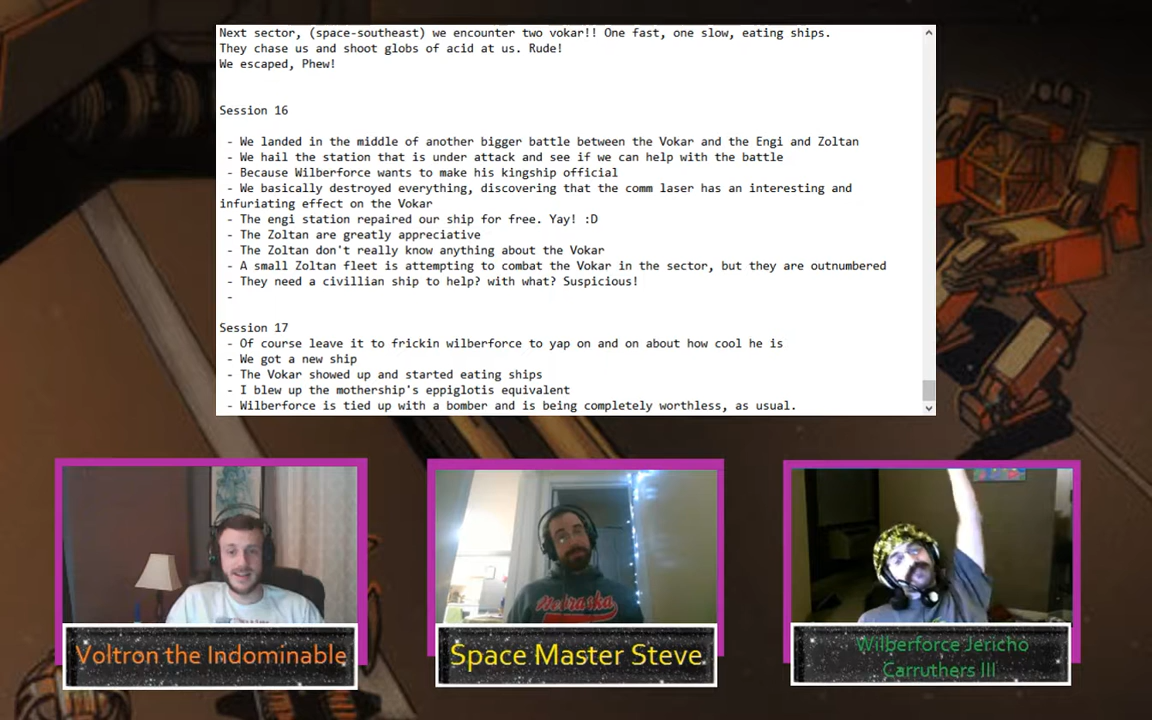 Next sector, (space-southeast) we encounter two vokar!! One fast, one slow, eating ships.
They chase us and shoot globs of acid at us. Rude!
We escaped, Phew!
Session 16
- We landed in the middle of another bigger battle between the Vokar and the Engi and Zoltan
- We hail the station that is under attack and see if we can help with the battle
- Because Wilberforce wants to make his kingship official
- We basically destroyed everything, discovering that the comm laser has an interesting and
infuriating effect on the Vokar
- The engi station repaired our ship for free. Yay! :D
- The Zoltan are greatly appreciative
- The Zoltan don't really know anything about the Vokar
- A small Zoltan fleet is attempting to combat the Vokar in the sector, but they are outnumbered
- They need a civillian ship to help? with what? Suspicious!
-
Session 17
- Of course leave it to frickin wilberforce to yap on and on about how cool he is
- We got a new ship
- The Vokar showed up and started eating ships
- I blew up the mothership's eppiglotis equivalent
- Wilberforce is tied up with a bomber and is being completely worthless, as usual.
Nebraska
Voltron the Indominable
Space Master Steve
Wilberforce Jericho
Carruthers III